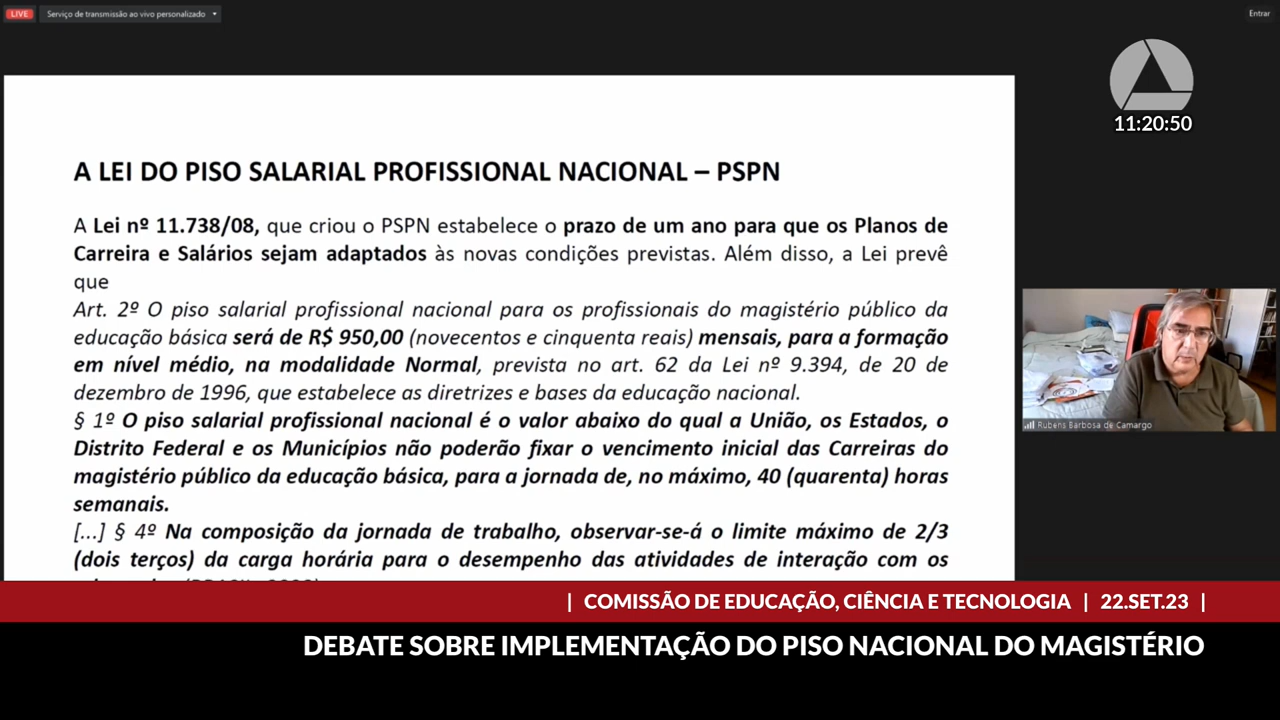 LIVE
Serviço de transmissão ao vivo personalizado
Entrar
11:20:50
A LEI DO PISO SALARIAL PROFISSIONAL NACIONAL – PSPN
A Lei nº 11.738/08, que criou o PSPN estabelece o prazo de um ano para que os Planos de
Carreira e Salários sejam adaptados às novas condições previstas. Além disso, a Lei prevê
que
Art. 2º O piso salarial profissional nacional para os profissionais do magistério público da
educação básica será de R$ 950,00 (novecentos e cinquenta reais) mensais, para a formação
em nível médio, na modalidade Normal, prevista no art. 62 da Lei nº 9.394, de 20 de
dezembro de 1996, que estabelece as diretrizes e bases da educação nacional.
§ 1º O piso salarial profissional nacional é o valor abaixo do qual a União, os Estados, o
Distrito Federal e os Municípios não poderão fixar o vencimento inicial das Carreiras do
magistério público da educação básica, para a jornada de, no máximo, 40 (quarenta) horas
semanais.
[...] § 4º Na composição da jornada de trabalho, observar-se-á o limite máximo de 2/3
(dois terços) da carga horária para o desempenho das atividades de interação com os
Rubens Barbosa de Camargo
| COMISSÃO DE EDUCAÇÃO, CIÊNCIA E TECNOLOGIA | 22.SET.23 |
DEBATE SOBRE IMPLEMENTAÇÃO DO PISO NACIONAL DO MAGISTÉRIO